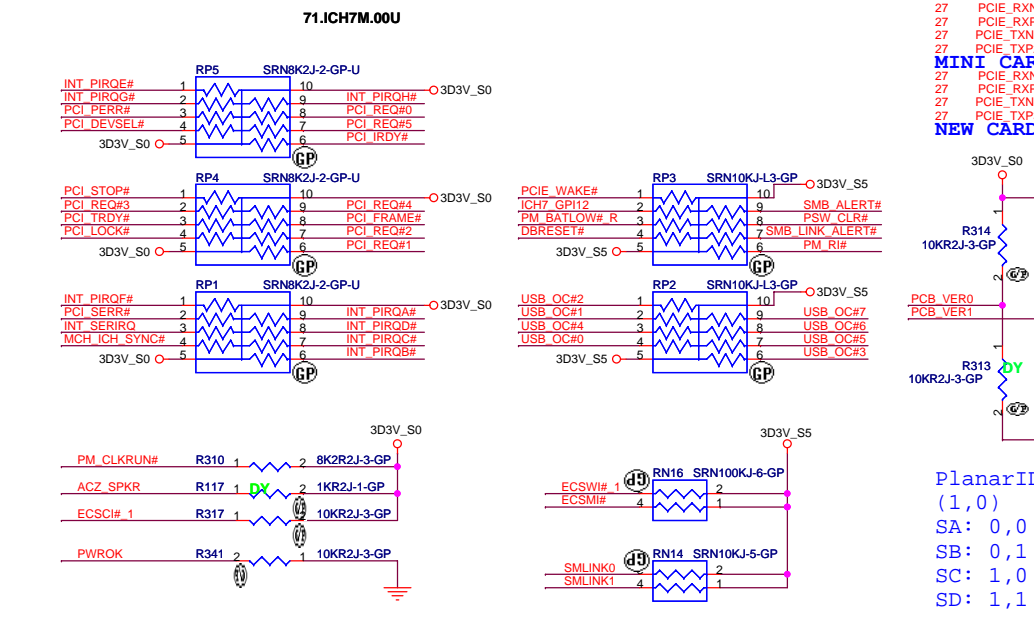 71.ICH7M.00U
RP5 SRN8K2J-2-GP-U
INT_PIRQE# 1 10 3D3V_S0
INT_PIRQG# 2 9 INT_PIRQH#
PCI_PERR# 3 8 PCI_REQ#0
PCI_DEVSEL# 4 7 PCI_REQ#5
3D3V_S0 5 6 PCI_IRDY#
GP
RP4 SRN8K2J-2-GP-U
PCI_STOP# 1 10 3D3V_S0
PCI_REQ#3 2 9 PCI_REQ#4
PCI_TRDY# 3 8 PCI_FRAME#
PCI_LOCK# 4 7 PCI_REQ#2
3D3V_S0 5 6 PCI_REQ#1
GP
RP1 SRN8K2J-2-GP-U
INT_PIRQF# 1 10 3D3V_S0
PCI_SERR# 2 9 INT_PIRQA#
INT_SERIRQ 3 8 INT_PIRQD#
MCH_ICH_SYNC# 4 7 INT_PIRQC#
3D3V_S0 5 6 INT_PIRQB#
GP
RP3 SRN10KJ-L3-GP
PCIE_WAKE# 1 10 3D3V_S5
ICH7_GPI12 2 9 SMB_ALERT#
PM_BATLOW#_R 3 8 PSW_CLR#
DBRESET# 4 7 SMB_LINK_ALERT#
3D3V_S5 5 6 PM_RI#
GP
RP2 SRN10KJ-L3-GP
USB_OC#2 1 10 3D3V_S5
USB_OC#1 2 9 USB_OC#7
USB_OC#4 3 8 USB_OC#6
USB_OC#0 4 7 USB_OC#5
3D3V_S5 5 6 USB_OC#3
GP
3D3V_S0
PM_CLKRUN# R310 1 2 8K2R2J-3-GP
ACZ_SPKR R117 1 DY 2 1KR2J-1-GP
ECSCI#_1 R317 1 2 10KR2J-3-GP
PWROK R341 2 1 10KR2J-3-GP
3D3V_S5
GP RN16 SRN100KJ-6-GP
ECSWI#_1 3 2
ECSMI# 4 1
GP RN14 SRN10KJ-5-GP
SMLINK0 3 2
SMLINK1 4 1
27 PCIE_RXN
27 PCIE_RXP
27 PCIE_TXN
27 PCIE_TXP
MINI CAR
27 PCIE_RXN
27 PCIE_RXP
27 PCIE_TXN
27 PCIE_TXP
NEW CARD
3D3V_S0
1
R314
10KR2J-3-GP
2
PCB_VER0
PCB_VER1
1
R313 DY
10KR2J-3-GP
2
PlanarID
(1,0)
SA: 0,0
SB: 0,1
SC: 1,0
SD: 1,1